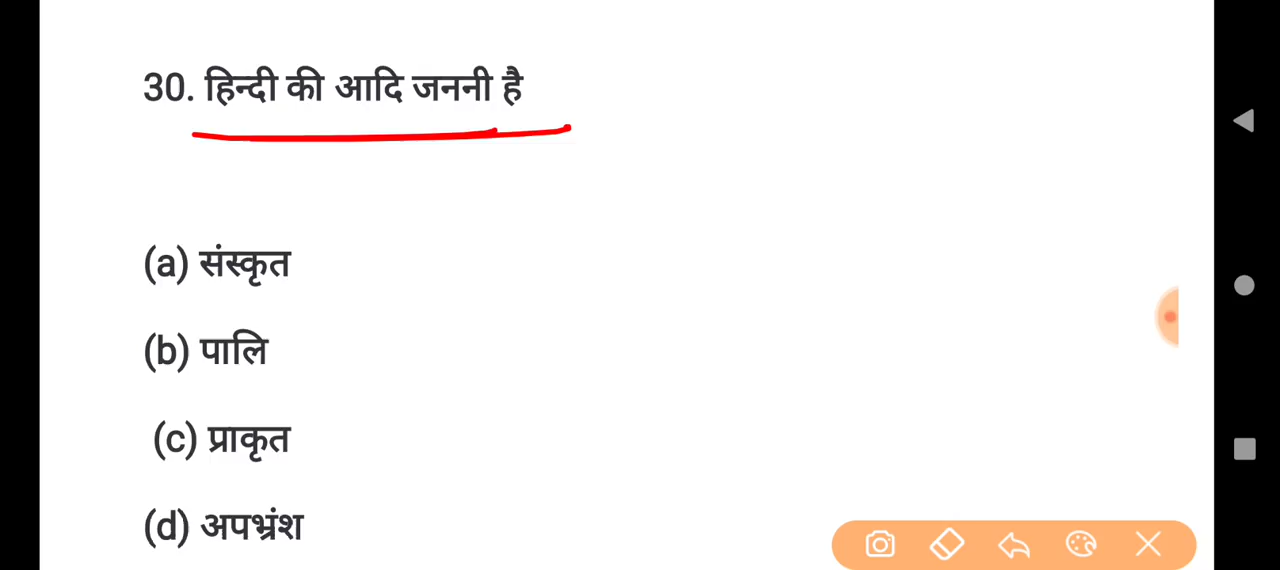 30. हिन्दी की आदि जननी है
(a) संस्कृत
(b) पालि
(c) प्राकृत
(d) अपभ्रंश